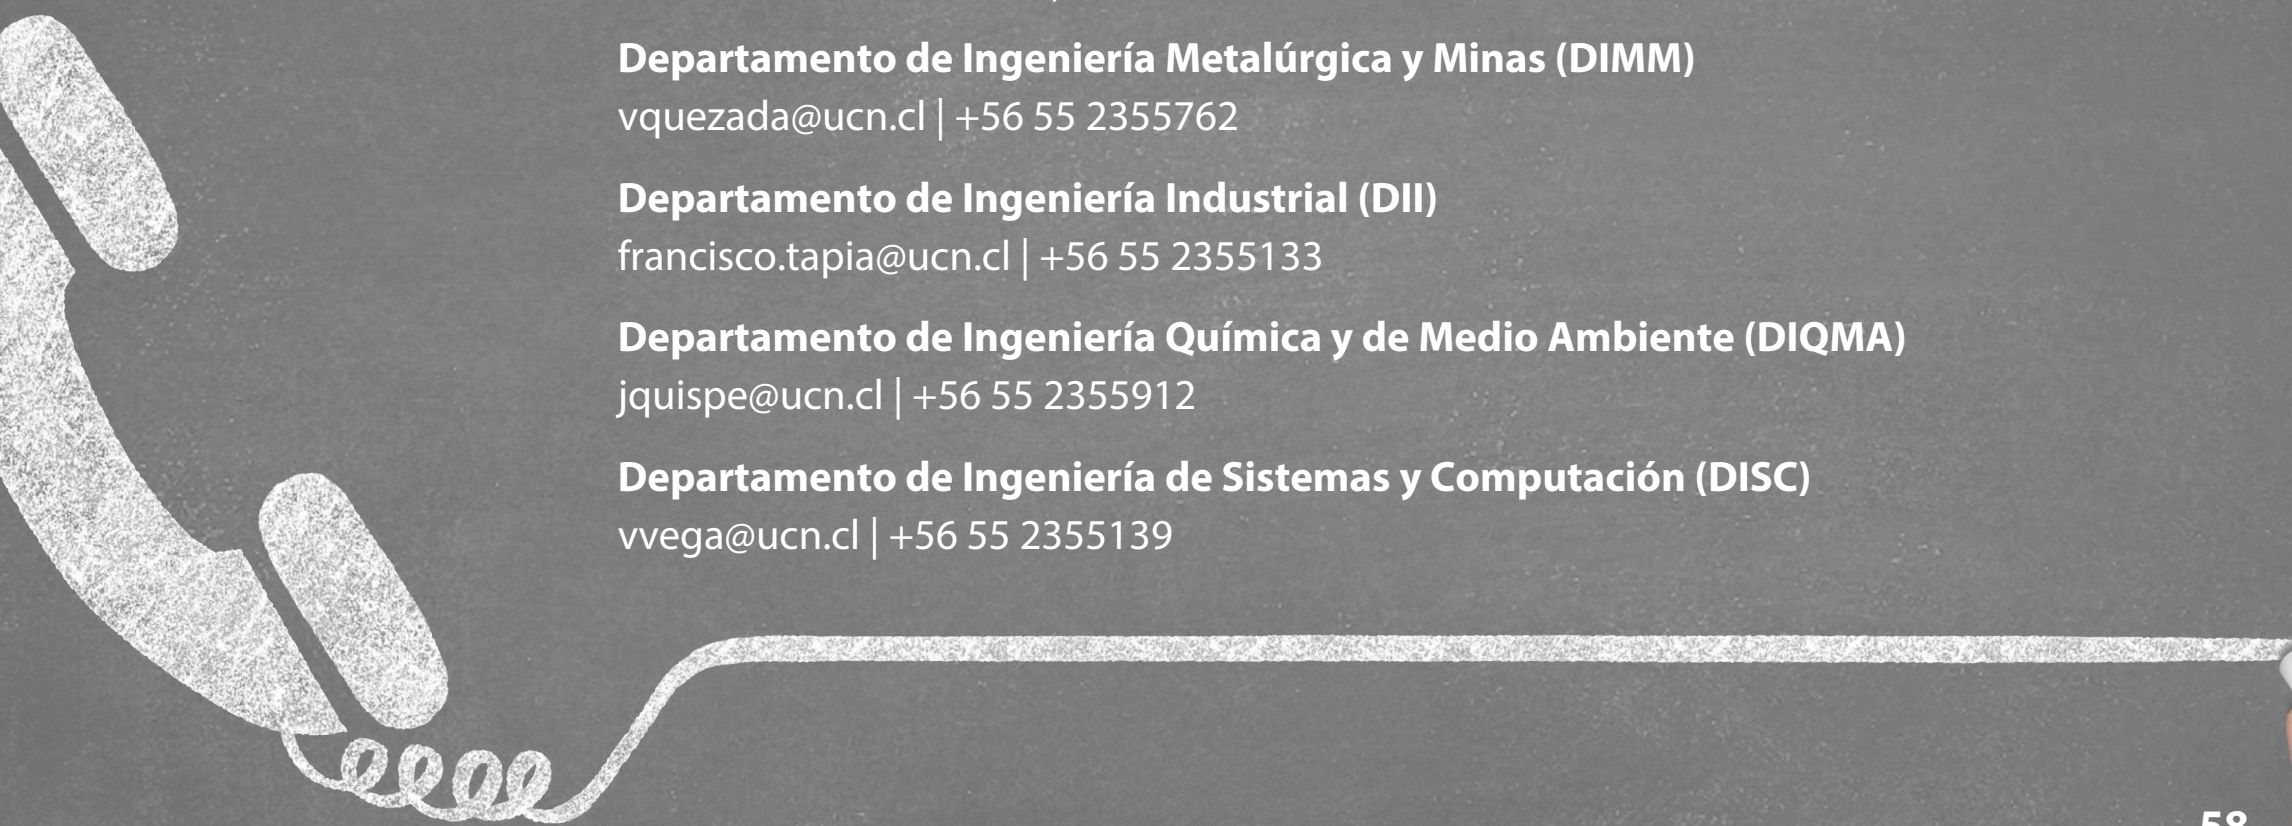 Departamento de Ingeniería Metalúrgica y Minas (DIMM)
vquezada@ucn.cl | +56 55 2355762
Departamento de Ingeniería Industrial (DII)
francisco.tapia@ucn.cl | +56 55 2355133
Departamento de Ingeniería Química y de Medio Ambiente (DIQMA)
jquispe@ucn.cl | +56 55 2355912
Departamento de Ingeniería de Sistemas y Computación (DISC)
vvega@ucn.cl | +56 55 2355139
58